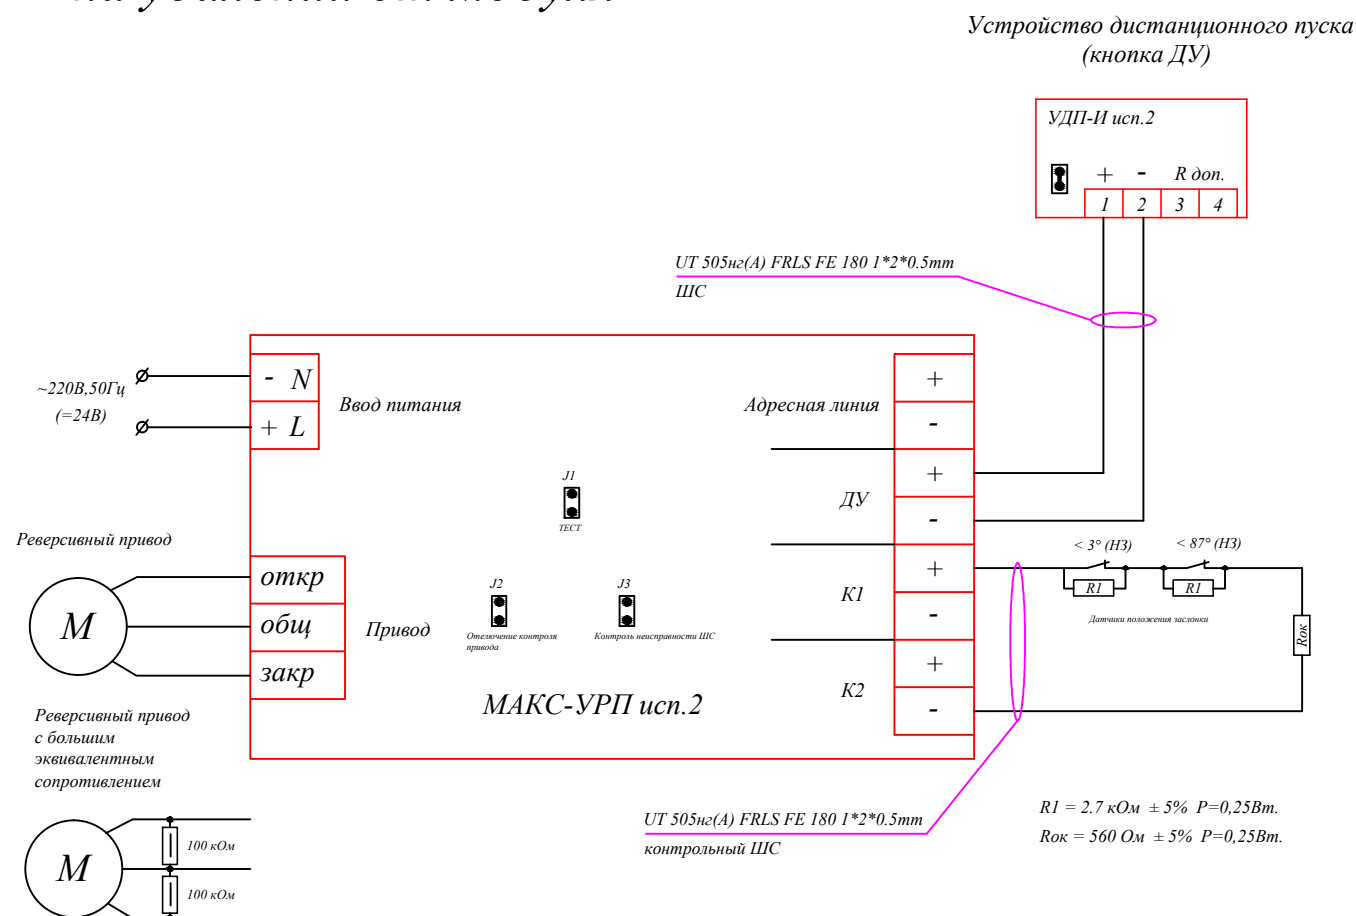 Устройство дистанционного пуска
(кнопка ДУ)
УДП-И исп.2
+ - R доп.
1 2 3 4
UT 505нг(А) FRLS FE 180 1*2*0.5mm
ШС
~220В,50Гц
(=24В)
- N
+ L
Ввод питания
Адресная линия
+
-
ДУ
+
-
К1
+
-
К2
+
-
J1
ТЕСТ
J2
Отключение контроля
привода
J3
Контроль неисправности ШС
Реверсивный привод
М
откр
общ
закр
Привод
МАКС-УРП исп.2
< 3° (НЗ)
< 87° (НЗ)
R1
R1
Датчики положения заслонки
Rок
Реверсивный привод
с большим
эквивалентным
сопротивлением
М
100 кОм
100 кОм
UT 505нг(А) FRLS FE 180 1*2*0.5mm
контрольный ШС
R1 = 2.7 кОм ± 5% P=0,25Вт.
Rок = 560 Ом ± 5% P=0,25Вт.